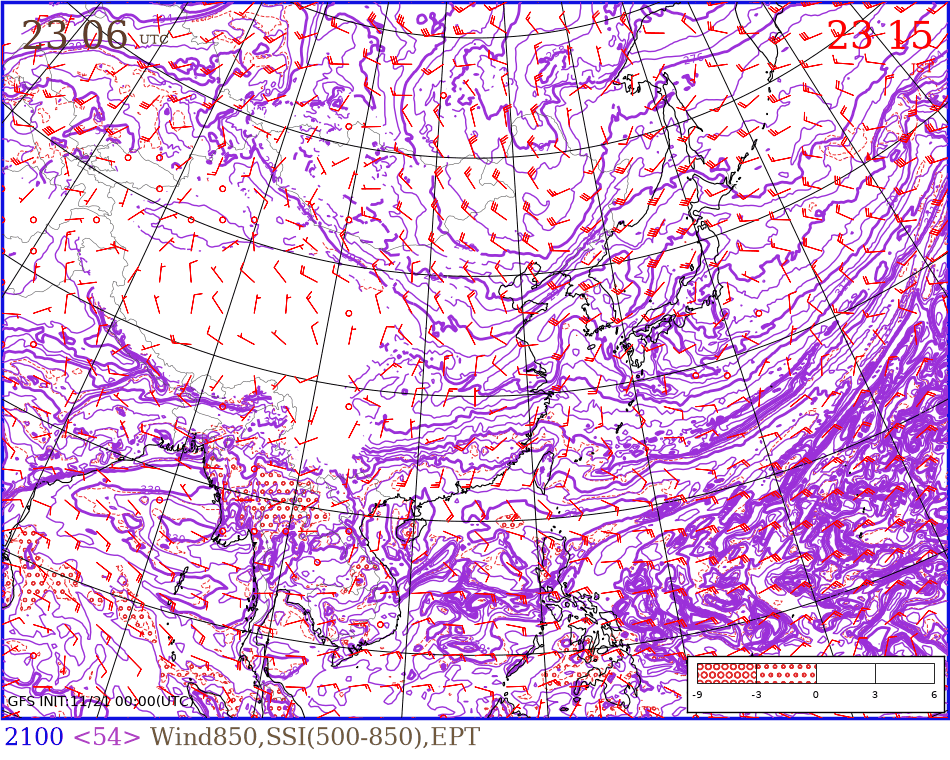 23 06 UTC 23 15
GFS INIT:11/21 00:00(UTC)
-9 -3 0 3 6
2100 <54> Wind850,SSI(500-850),EPT